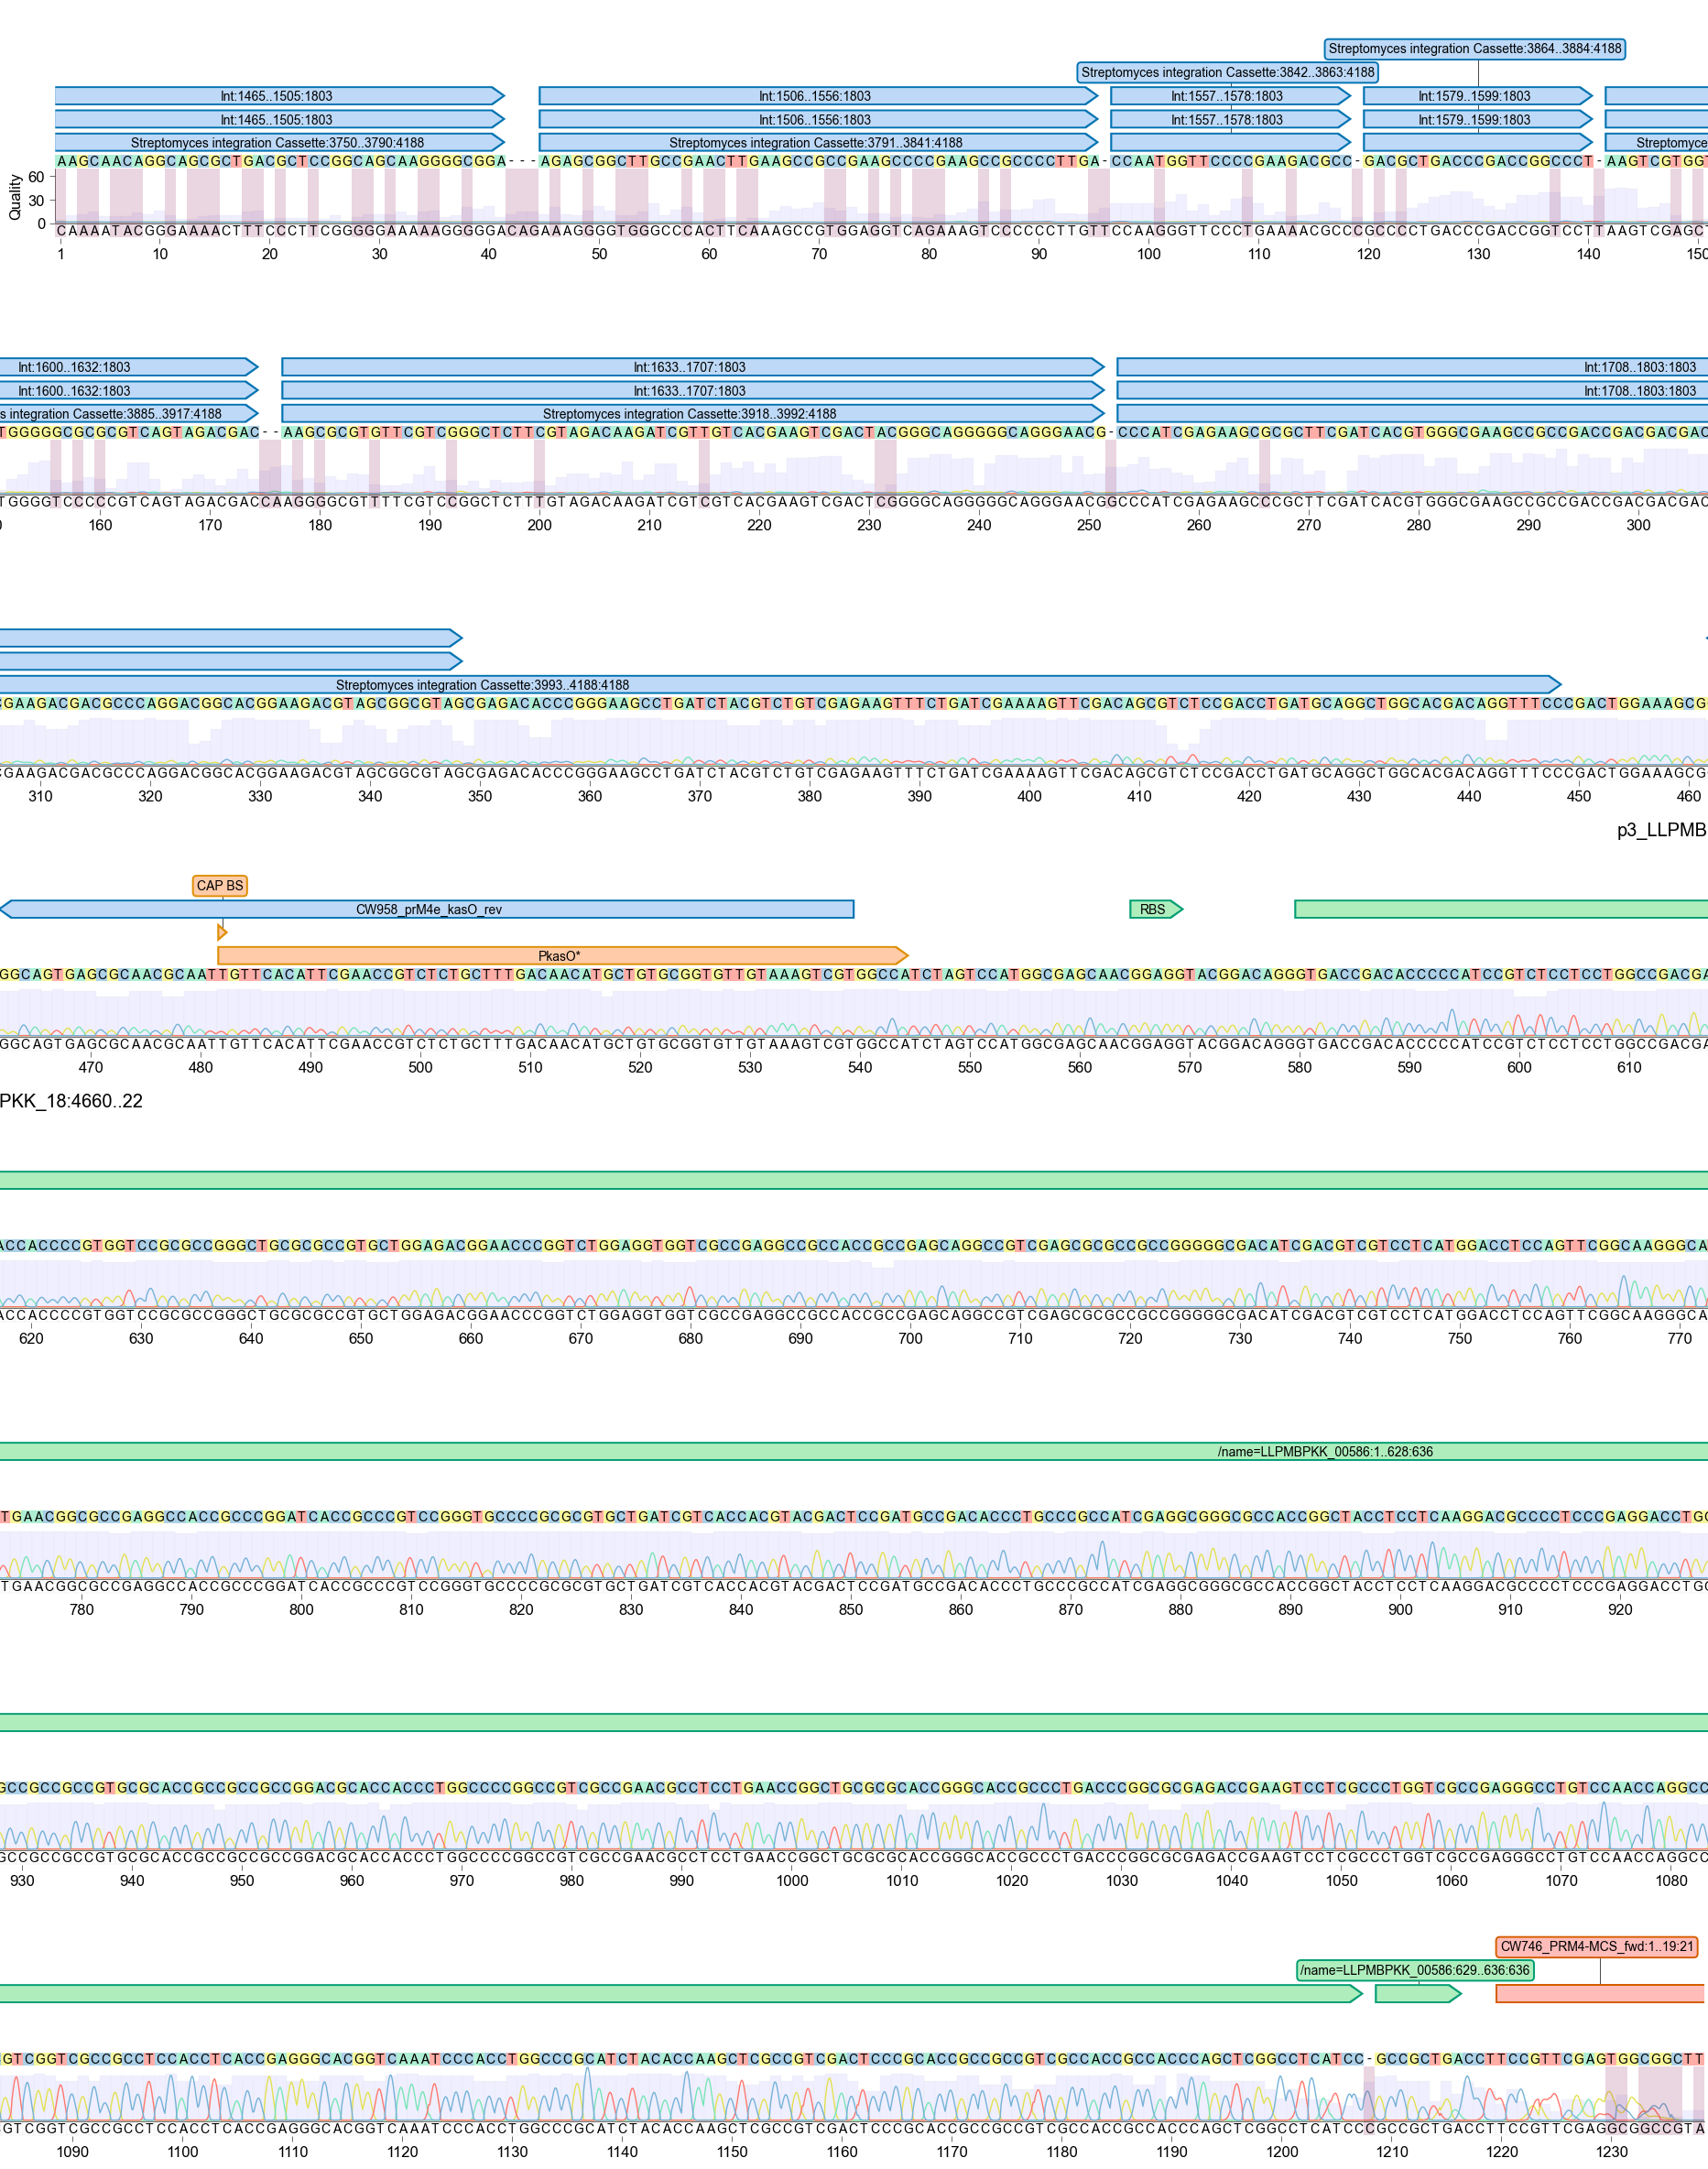 Streptomyces integration Cassette:3864..3884:4188
Streptomyces integration Cassette:3842..3863:4188
Int:1465..1505:1803 Int:1506..1556:1803 Int:1557..1578:1803 Int:1579..1599:1803
Int:1465..1505:1803 Int:1506..1556:1803 Int:1557..1578:1803 Int:1579..1599:1803
Streptomyces integration Cassette:3750..3790:4188 Streptomyces integration Cassette:3791..3841:4188 Streptomyce
AAGCAACAGGCAGCGCTGACGCTCCGGCAGCAAGGGGCGGA---AGAGCGGCTTGCCGAACTTGAAGCCGCCGAAGCCCCGAAGCCGCCCCTTGA-CCAATGGTTCCCCGAAGACGCC-GACGCTGACCCGACCGGCCCT-AAGTCGTGGT
60
Quality 30
0
CAAAATACGGGAAAACTTTCCCTTCGGGGGAAAAAGGGGGACAGAAAGGGGTGGGCCCACTTCAAAGCCGTGGAGGTCAGAAAGTCCCCCCTTGTTCCAAGGGTTCCCTGAAAACGCCCGCCCCTGACCCGACCGGTCCTTAAGTCGAGCT
1 10 20 30 40 50 60 70 80 90 100 110 120 130 140 150
Int:1600..1632:1803 Int:1633..1707:1803 Int:1708..1803:1803
Int:1600..1632:1803 Int:1633..1707:1803 Int:1708..1803:1803
s integration Cassette:3885..3917:4188 Streptomyces integration Cassette:3918..3992:4188
TGGGGGCGCGCGTCAGTAGACGAC--AAGCGCGTGTTCGTCGGGCTCTTCGTAGACAAGATCGTTGTCACGAAGTCGACTACGGGCAGGGGGCAGGGAACG-CCCATCGAGAAGCGCGCTTCGATCACGTGGGCGAAGCCGCCGACCGACGACGAC
TGGGGTCCCCCGTCAGTAGACGACCAAGGGGCGTTTTCGTCCGGCTCTTTGTAGACAAGATCGTCGTCACGAAGTCGACTCGGGGCAGGGGGCAGGGAACGGCCCATCGAGAAGCCCGCTTCGATCACGTGGGCGAAGCCGCCGACCGACGACGAC
160 170 180 190 200 210 220 230 240 250 260 270 280 290 300
Streptomyces integration Cassette:3993..4188:4188
CGAAGACGACGCCCAGGACGGCACGGAAGACGTAGCGGCGTAGCGAGACACCCGGGAAGCCTGATCTACGTCTGTCGAGAAGTTTCTGATCGAAAAGTTCGACAGCGTCTCCGACCTGATGCAGGCTGGCACGACAGGTTTCCCGACTGGAAAGCG
CGAAGACGACGCCCAGGACGGCACGGAAGACGTAGCGGCGTAGCGAGACACCCGGGAAGCCTGATCTACGTCTGTCGAGAAGTTTCTGATCGAAAAGTTCGACAGCGTCTCCGACCTGATGCAGGCTGGCACGACAGGTTTCCCGACTGGAAAGCG
310 320 330 340 350 360 370 380 390 400 410 420 430 440 450 460
p3_LLPMB
CAP BS
CW958_prM4e_kasO_rev RBS
PkasO*
GGCAGTGAGCGCAACGCAATTGTTCACATTCGAACCGTCTCTGCTTTGACAACATGCTGTGCGGTGTTGTAAAGTCGTGGCCATCTAGTCCATGGCGAGCAACGGAGGTACGGACAGGGTGACCGACACCCCCATCCGTCTCCTCCTGGCCGACGA
GGCAGTGAGCGCAACGCAATTGTTCACATTCGAACCGTCTCTGCTTTGACAACATGCTGTGCGGTGTTGTAAAGTCGTGGCCATCTAGTCCATGGCGAGCAACGGAGGTACGGACAGGGTGACCGACACCCCCATCCGTCTCCTCCTGGCCGACGA
470 480 490 500 510 520 530 540 550 560 570 580 590 600 610
PKK_18:4660..22
ACCACCCCGTGGTCCGCGCCGGGCTGCGCGCCGTGCTGGAGACGGAACCCGGTCTGGAGGTGGTCGCCGAGGCCGCCACCGCCGAGCAGGCCGTCGAGCGCGCCGCCGGGGGCGACATCGACGTCGTCCTCATGGACCTCCAGTTCGGCAAGGGCA
ACCACCCCGTGGTCCGCGCCGGGCTGCGCGCCGTGCTGGAGACGGAACCCGGTCTGGAGGTGGTCGCCGAGGCCGCCACCGCCGAGCAGGCCGTCGAGCGCGCCGCCGGGGGCGACATCGACGTCGTCCTCATGGACCTCCAGTTCGGCAAGGGCA
620 630 640 650 660 670 680 690 700 710 720 730 740 750 760 770
/name=LLPMBPKK_00586:1..628:636
TGAACGGCGCCGAGGCCACCGCCCGGATCACCGCCCGTCCGGGTGCCCCGCGCGTGCTGATCGTCACCACGTACGACTCCGATGCCGACACCCTGCCCGCCATCGAGGCGGGCGCCACCGGCTACCTCCTCAAGGACGCCCCTCCCGAGGACCTGC
TGAACGGCGCCGAGGCCACCGCCCGGATCACCGCCCGTCCGGGTGCCCCGCGCGTGCTGATCGTCACCACGTACGACTCCGATGCCGACACCCTGCCCGCCATCGAGGCGGGCGCCACCGGCTACCTCCTCAAGGACGCCCCTCCCGAGGACCTGC
780 790 800 810 820 830 840 850 860 870 880 890 900 910 920
GCCGCCGCCGTGCGCACCGCCGCCGCCGGACGCACCACCCTGGCCCCGGCCGTCGCCGAACGCCTCCTGAACCGGCTGCGCGCACCGGGCACCGCCCTGACCCGGCGCGAGACCGAAGTCCTCGCCCTGGTCGCCGAGGGCCTGTCCAACCAGGCC
GCCGCCGCCGTGCGCACCGCCGCCGCCGGACGCACCACCCTGGCCCCGGCCGTCGCCGAACGCCTCCTGAACCGGCTGCGCGCACCGGGCACCGCCCTGACCCGGCGCGAGACCGAAGTCCTCGCCCTGGTCGCCGAGGGCCTGTCCAACCAGGCC
930 940 950 960 970 980 990 1000 1010 1020 1030 1040 1050 1060 1070 1080
CW746_PRM4-MCS_fwd:1..19:21
/name=LLPMBPKK_00586:629..636:636
GTCGGTCGCCGCCTCCACCTCACCGAGGGCACGGTCAAATCCCACCTGGCCCGCATCTACACCAAGCTCGCCGTCGACTCCCGCACCGCCGCCGTCGCCACCGCCACCCAGCTCGGCCTCATCC-GCCGCTGACCTTCCGTTCGAGTGGCGGCTT
GTCGGTCGCCGCCTCCACCTCACCGAGGGCACGGTCAAATCCCACCTGGCCCGCATCTACACCAAGCTCGCCGTCGACTCCCGCACCGCCGCCGTCGCCACCGCCACCCAGCTCGGCCTCATCCCGCCGCTGACCTTCCGTTCGAGGCGGCCGTA
1090 1100 1110 1120 1130 1140 1150 1160 1170 1180 1190 1200 1210 1220 1230